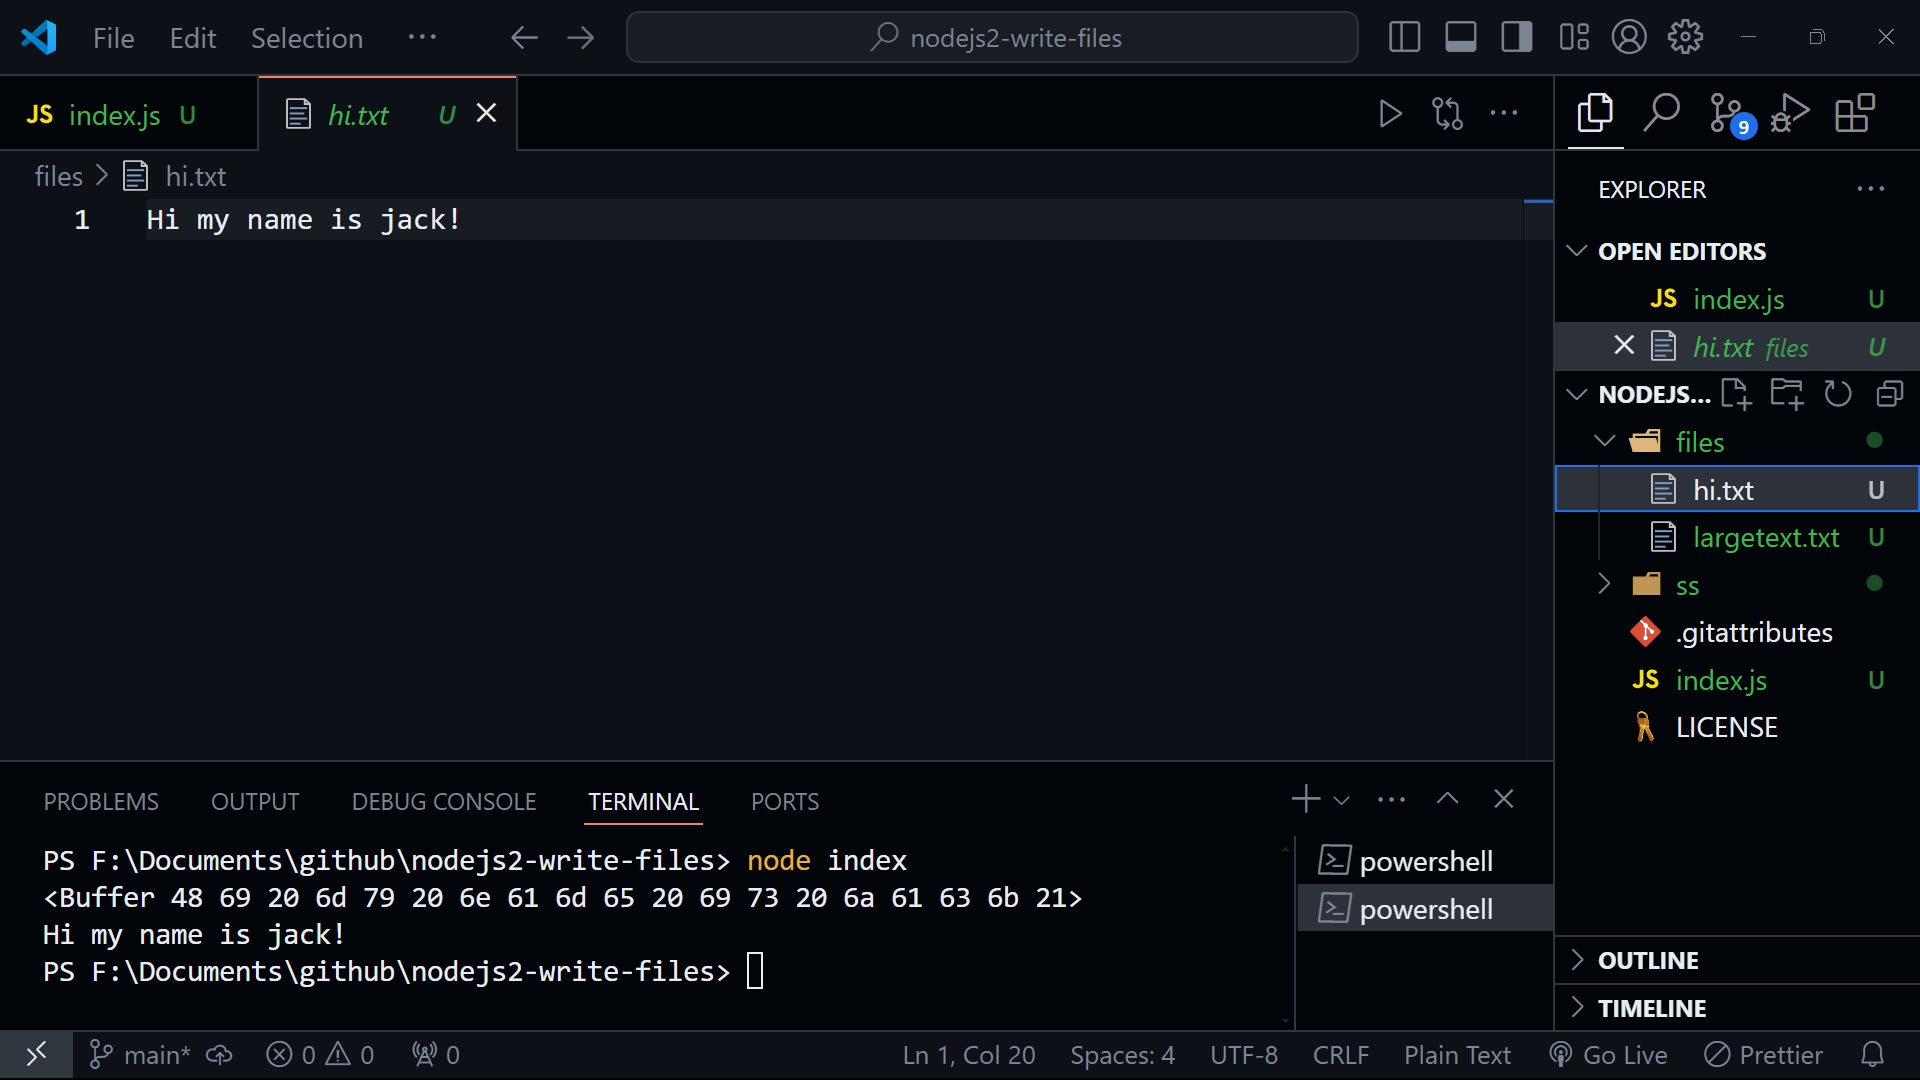 File Edit Selection ··· nodejs2-write-files
JS index.js U hi.txt U
files > hi.txt
1 Hi my name is jack!
9
EXPLORER
OPEN EDITORS
JS index.js U
hi.txt files U
NODEJS...
files
hi.txt U
largetext.txt U
ss
.gitattributes
JS index.js U
LICENSE
OUTLINE
TIMELINE
PROBLEMS OUTPUT DEBUG CONSOLE TERMINAL PORTS
PS F:\Documents\github\nodejs2-write-files> node index
<Buffer 48 69 20 6d 79 20 6e 61 6d 65 20 69 73 20 6a 61 63 6b 21>
Hi my name is jack!
PS F:\Documents\github\nodejs2-write-files>
powershell
powershell
main* 0 0 0 Ln 1, Col 20 Spaces: 4 UTF-8 CRLF Plain Text Go Live Prettier